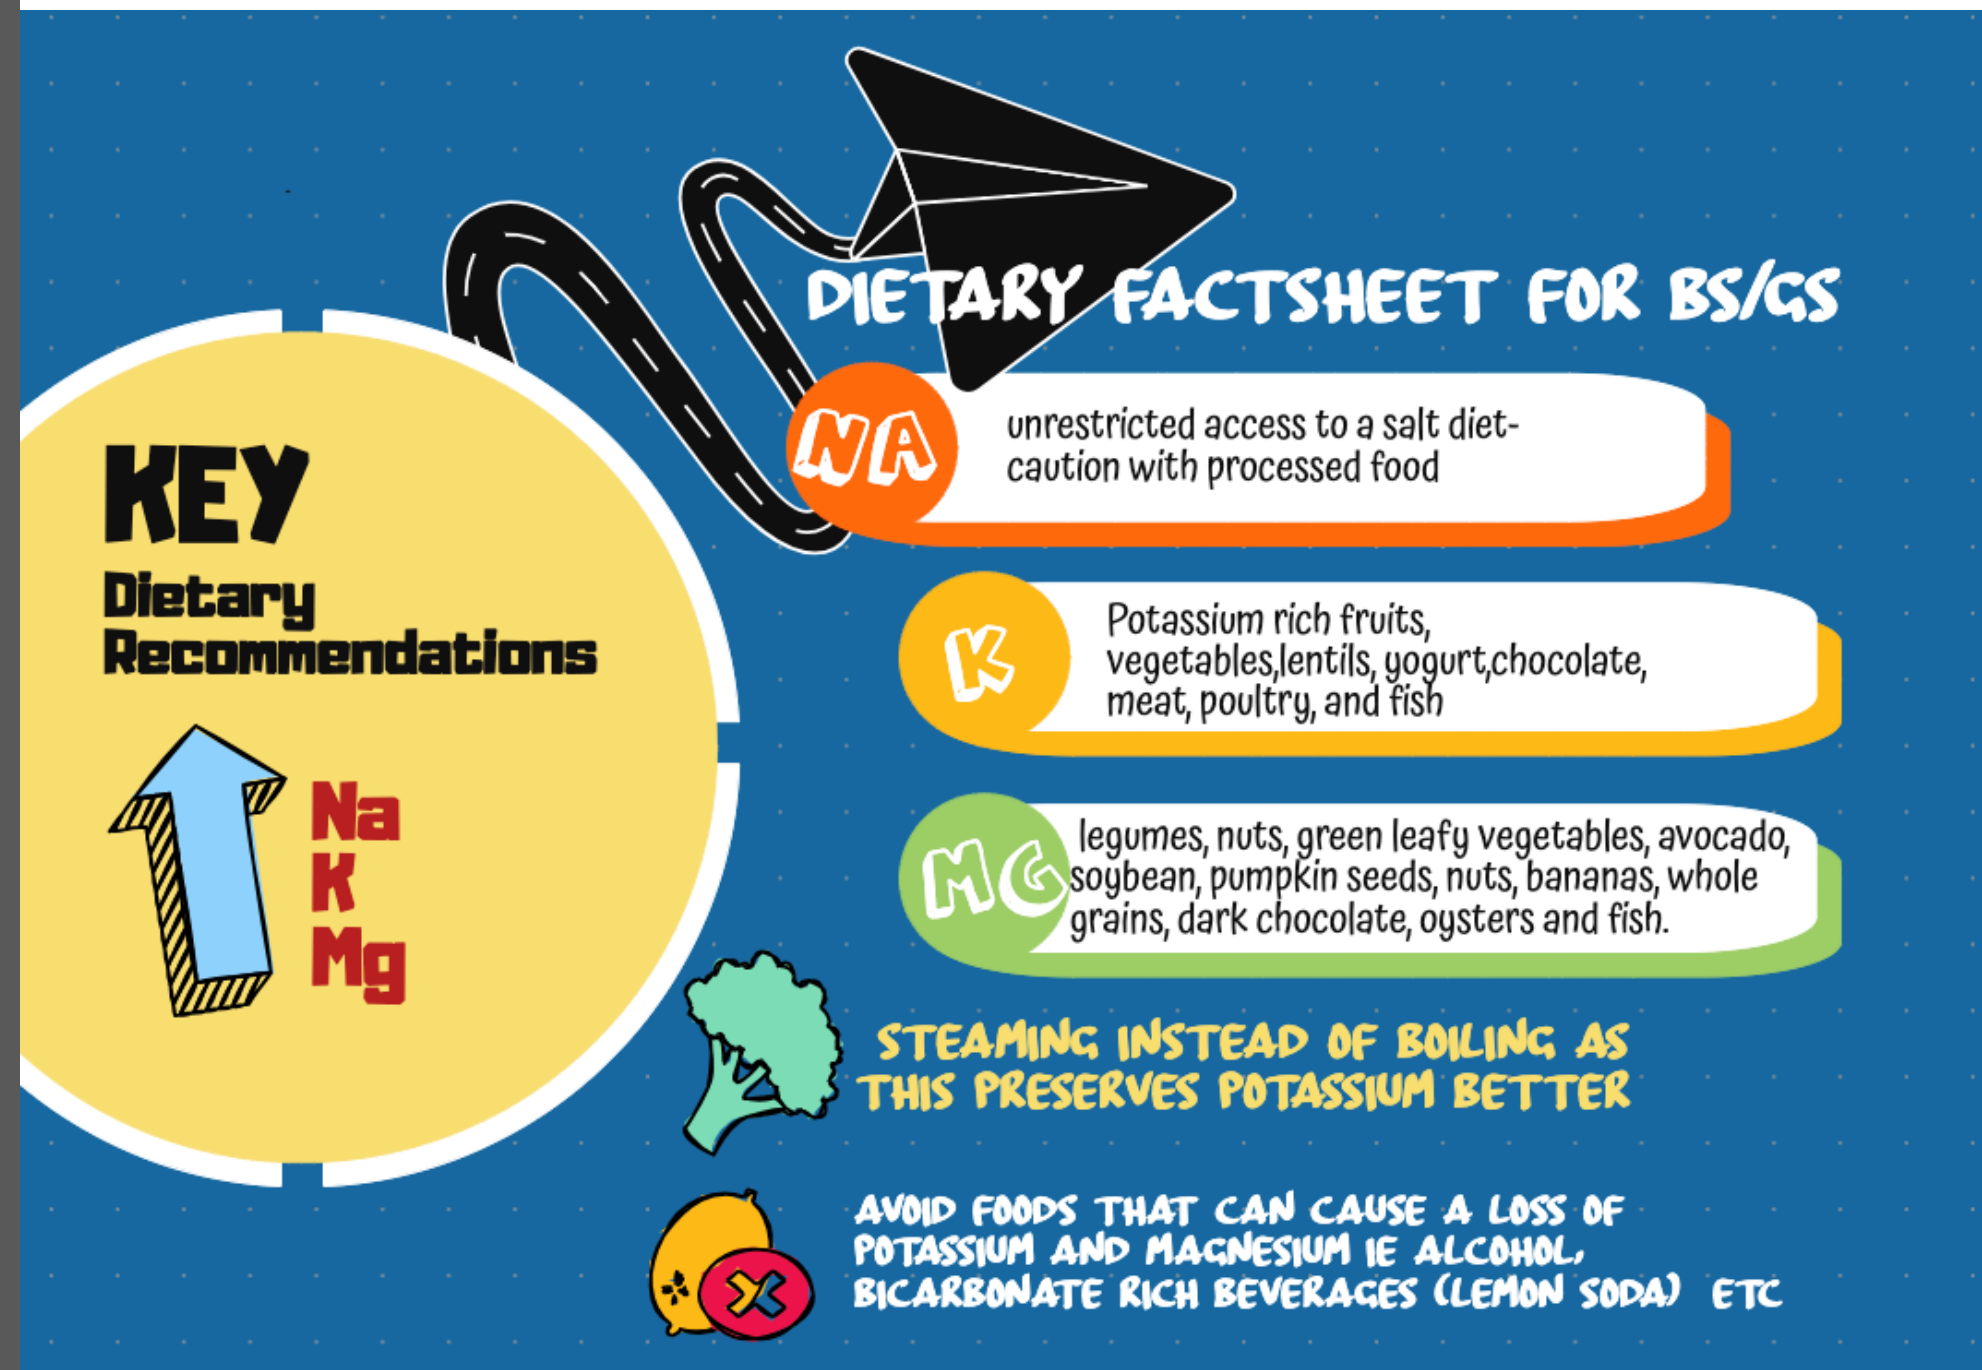 DIETARY FACTSHEET FOR BS/GS
KEY
Dietary
Recommendations
Na
K
Mg
NA
unrestricted access to a salt diet-
caution with processed food
K
Potassium rich fruits,
vegetables,lentils, yogurt,chocolate,
meat, poultry, and fish
MG
legumes, nuts, green leafy vegetables, avocado,
soybean, pumpkin seeds, nuts, bananas, whole
grains, dark chocolate, oysters and fish.
STEAMING INSTEAD OF BOILING AS
THIS PRESERVES POTASSIUM BETTER
AVOID FOODS THAT CAN CAUSE A LOSS OF
POTASSIUM AND MAGNESIUM IE ALCOHOL,
BICARBONATE RICH BEVERAGES (LEMON SODA) ETC